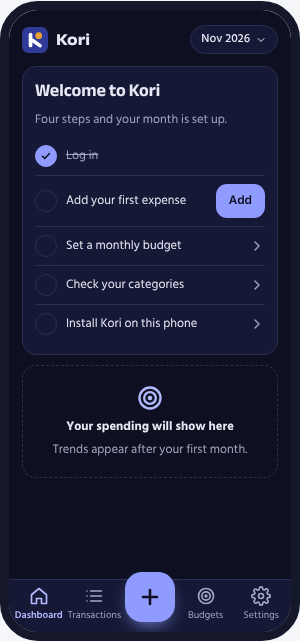 Kori
Nov 2026
Welcome to Kori
Four steps and your month is set up.
Log in
Add your first expense
Add
Set a monthly budget
Check your categories
Install Kori on this phone
Your spending will show here
Trends appear after your first month.
Dashboard
Transactions
Budgets
Settings